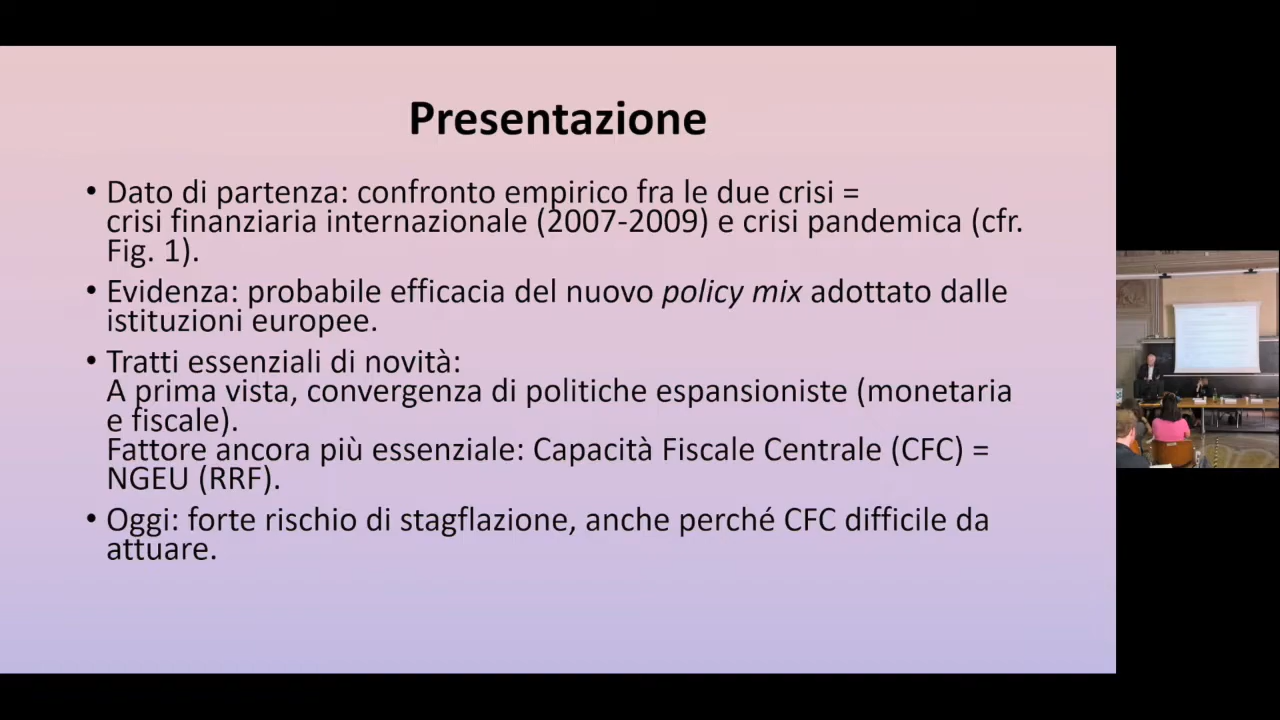 Presentazione
• Dato di partenza: confronto empirico fra le due crisi =
crisi finanziaria internazionale (2007-2009) e crisi pandemica (cfr.
Fig. 1).
• Evidenza: probabile efficacia del nuovo policy mix adottato dalle
istituzioni europee.
• Tratti essenziali di novità:
A prima vista, convergenza di politiche espansioniste (monetaria
e fiscale).
Fattore ancora più essenziale: Capacità Fiscale Centrale (CFC) =
NGEU (RRF).
• Oggi: forte rischio di stagflazione, anche perché CFC difficile da
attuare.